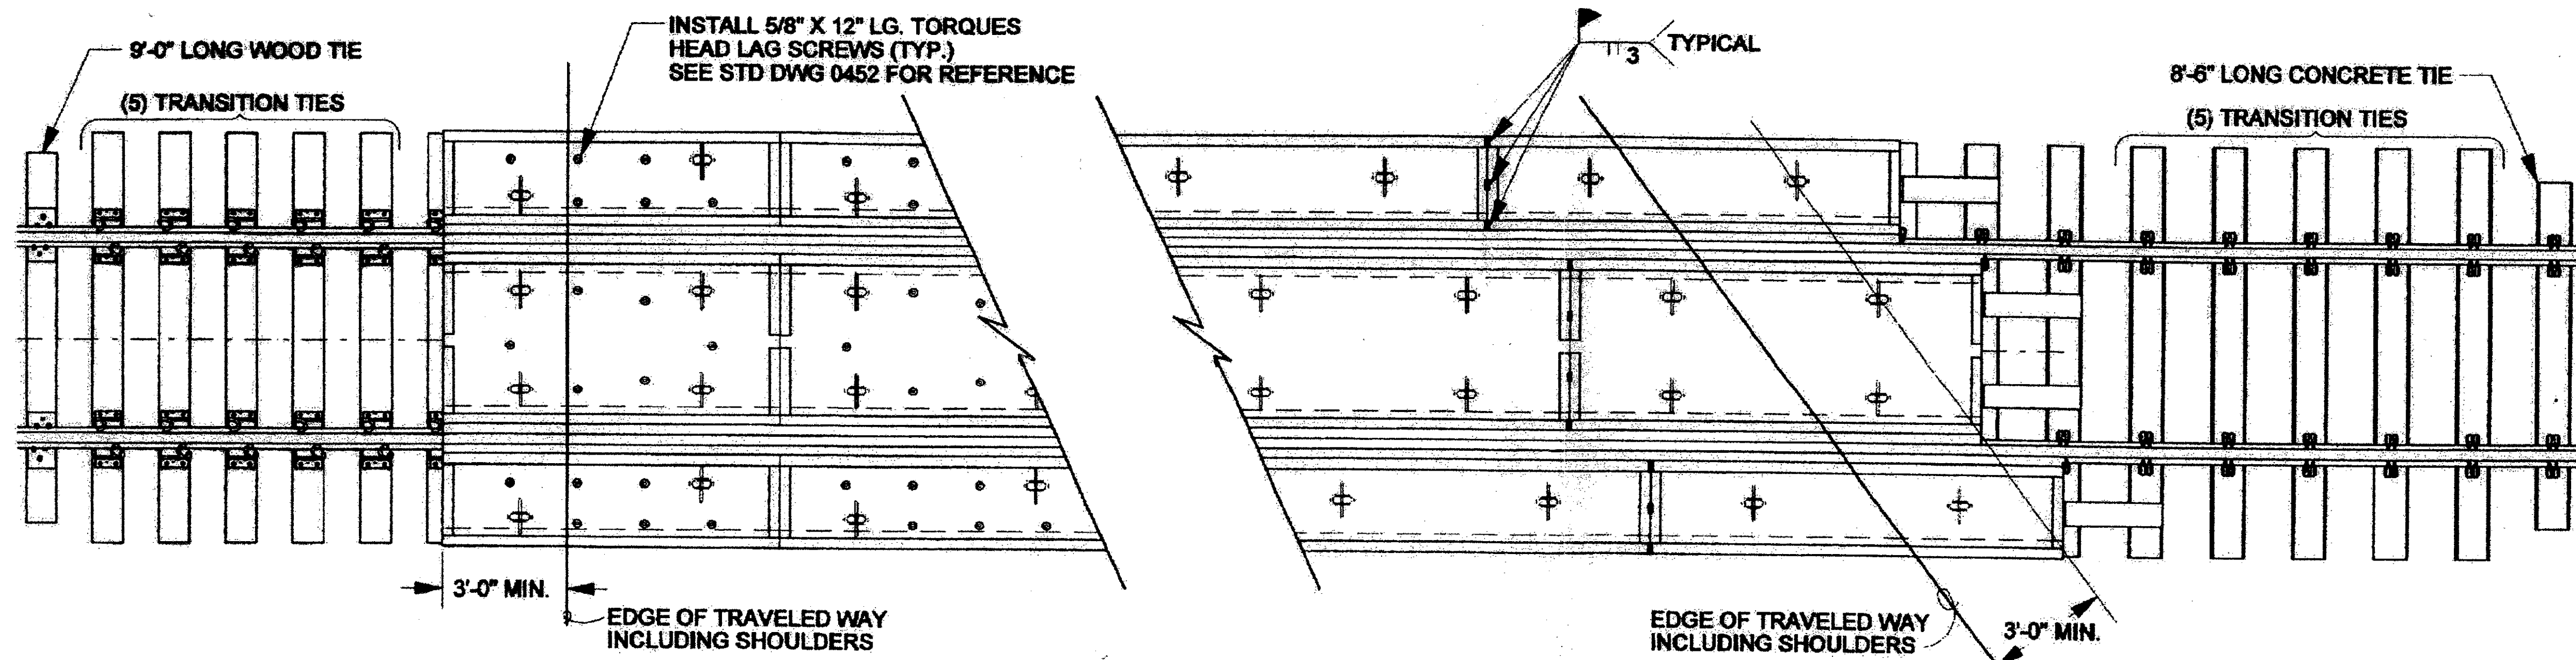 9'-0" LONG WOOD TIE
(5) TRANSITION TIES
INSTALL 5/8" X 12" LG. TORQUES
HEAD LAG SCREWS (TYP.)
SEE STD DWG 0452 FOR REFERENCE
3
TYPICAL
8'-6" LONG CONCRETE TIE
(5) TRANSITION TIES
3'-0" MIN.
EDGE OF TRAVELED WAY
INCLUDING SHOULDERS
EDGE OF TRAVELED WAY
INCLUDING SHOULDERS
3'-0" MIN.